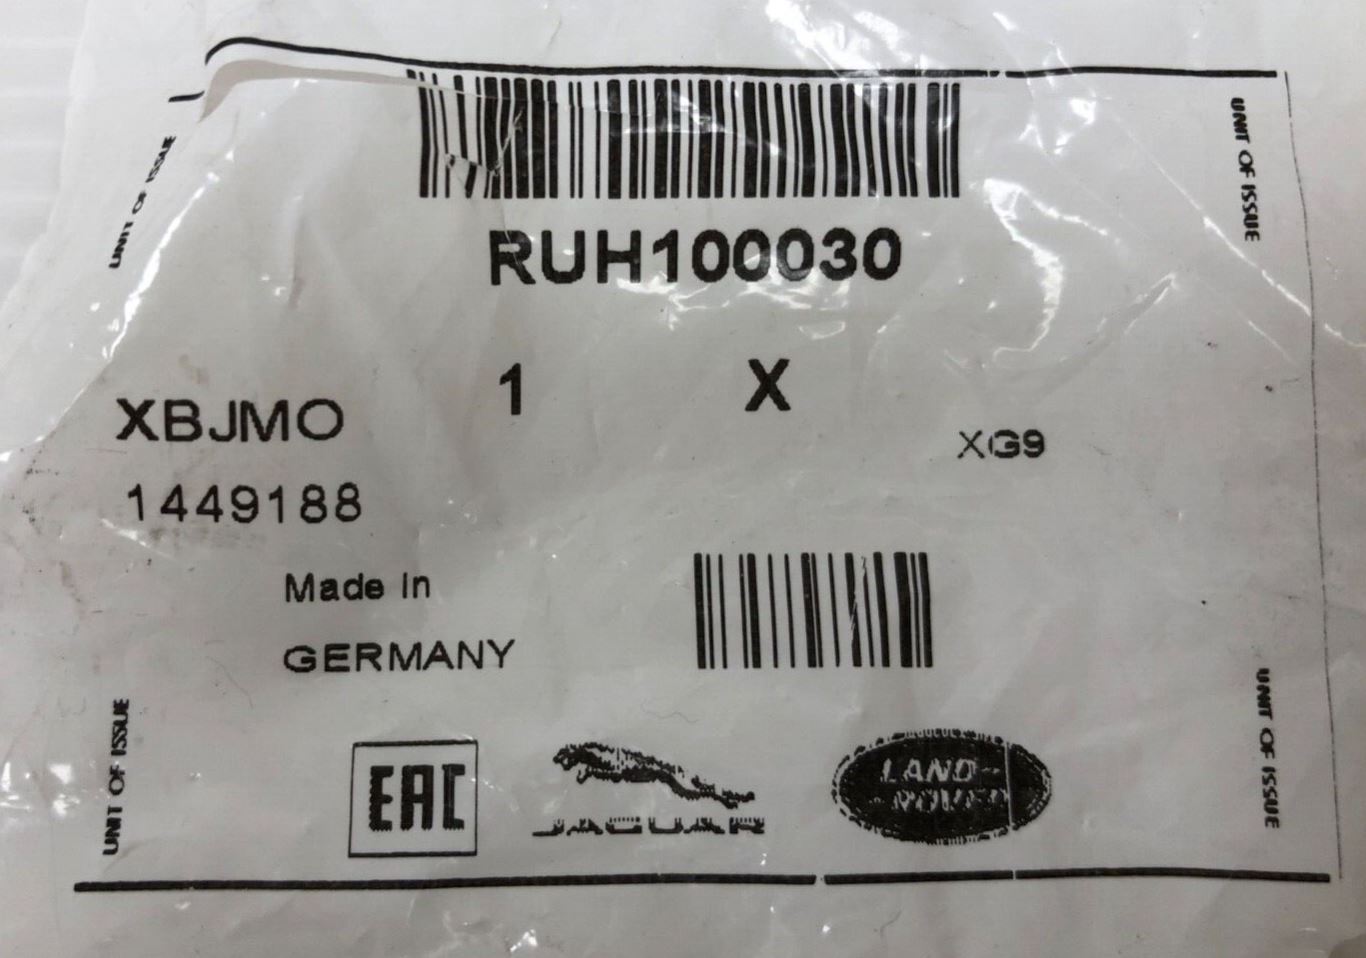 UNIT OF ISSUE
UNIT OF ISSUE
RUH100030
1 X
XBJMO
XG9
1449188
Made In
GERMANY
UNIT OF ISSUE
UNIT OF ISSUE
EAC
JAGUAR
LAND-
-ROVER